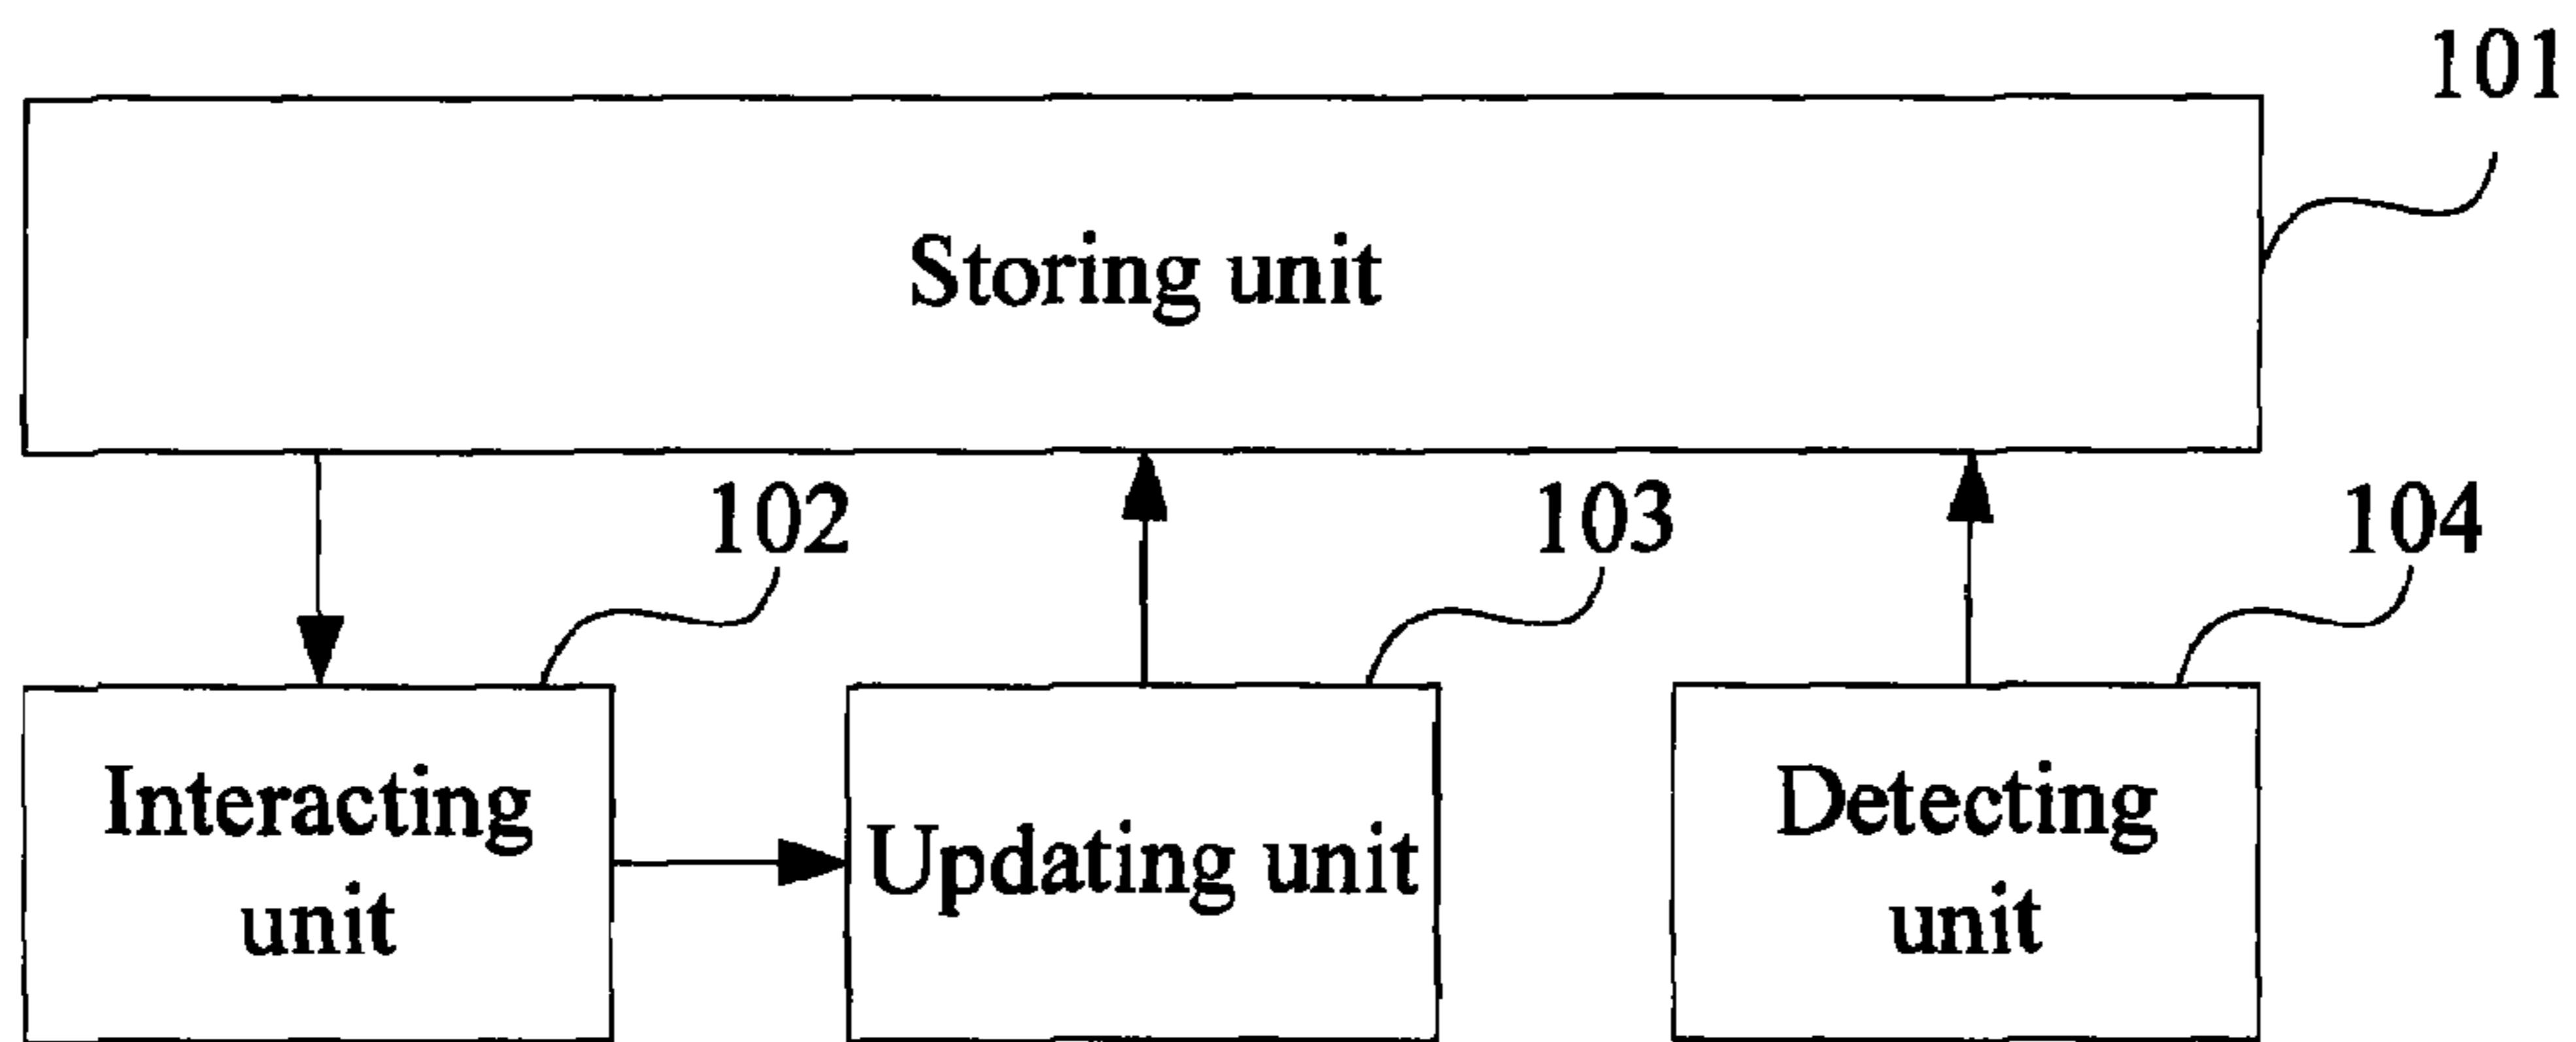 101
Storing unit
102
103
104
Interacting
unit
Updating unit
Detecting
unit